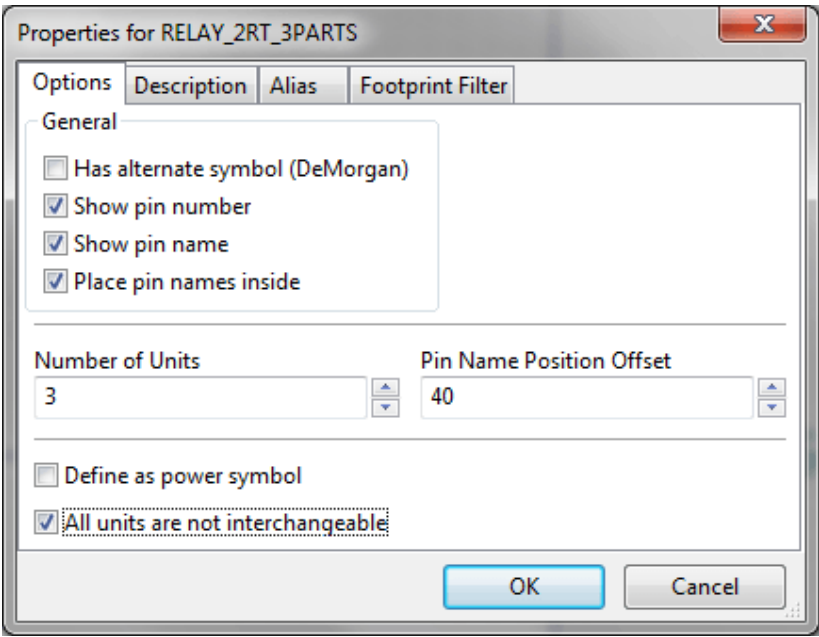 Properties for RELAY_2RT_3PARTS
Options Description Alias Footprint Filter
General
Has alternate symbol (DeMorgan)
Show pin number
Show pin name
Place pin names inside
Number of Units Pin Name Position Offset
3 40
Define as power symbol
All units are not interchangeable
OK Cancel